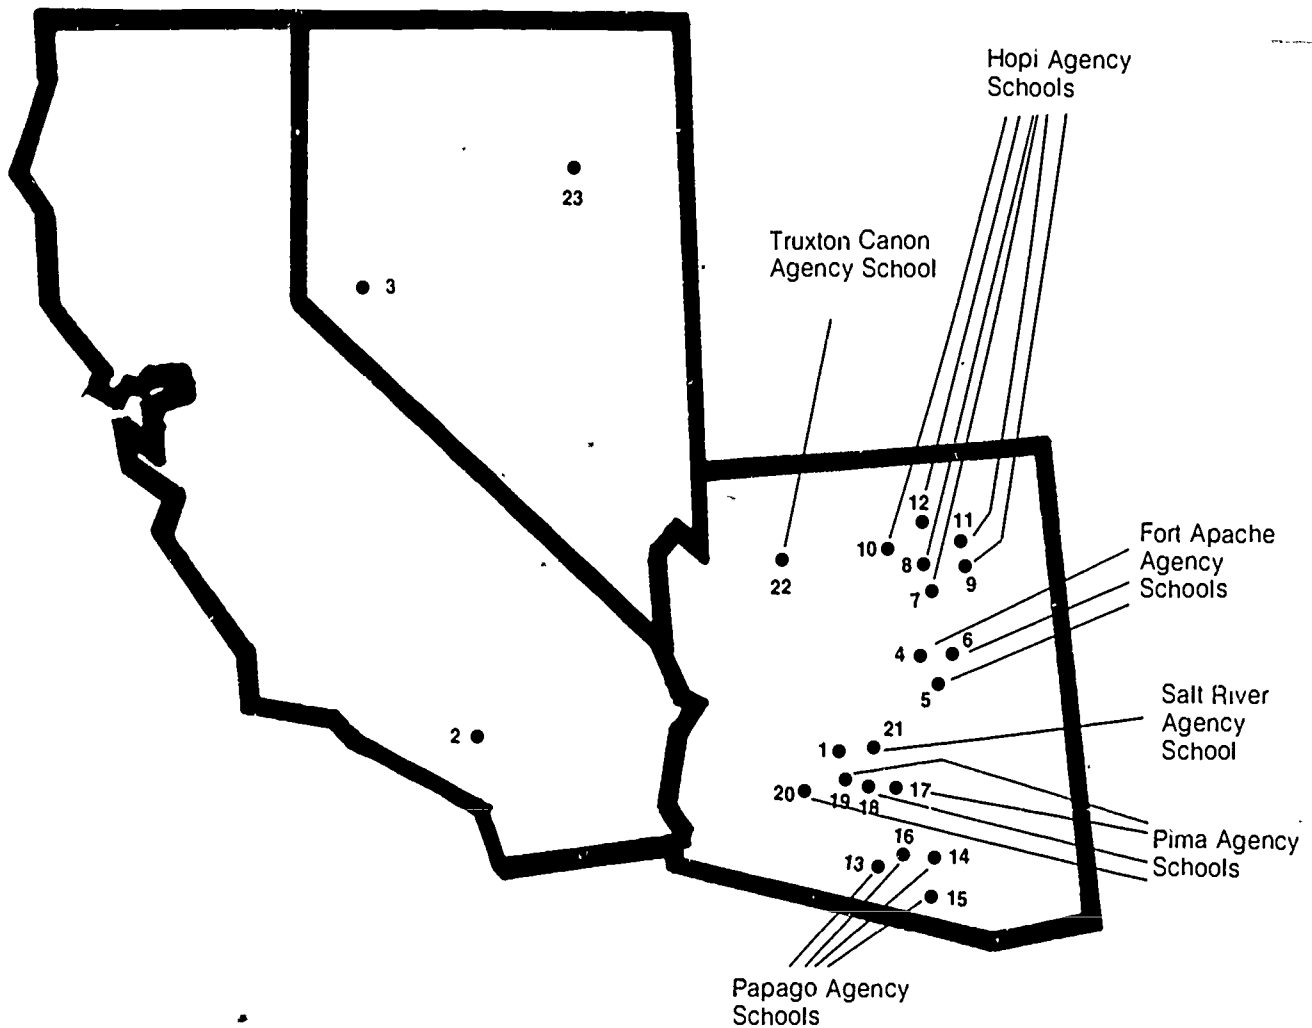 Hopi Agency
Schools
23
Truxton Canon
Agency School
3
12
11
10
8
9
22
7
Fort Apache
Agency
Schools
6
4
5
Salt River
Agency
School
21
2
1
20
19
18
17
Pima Agency
Schools
16
13
14
15
Papago Agency
Schools